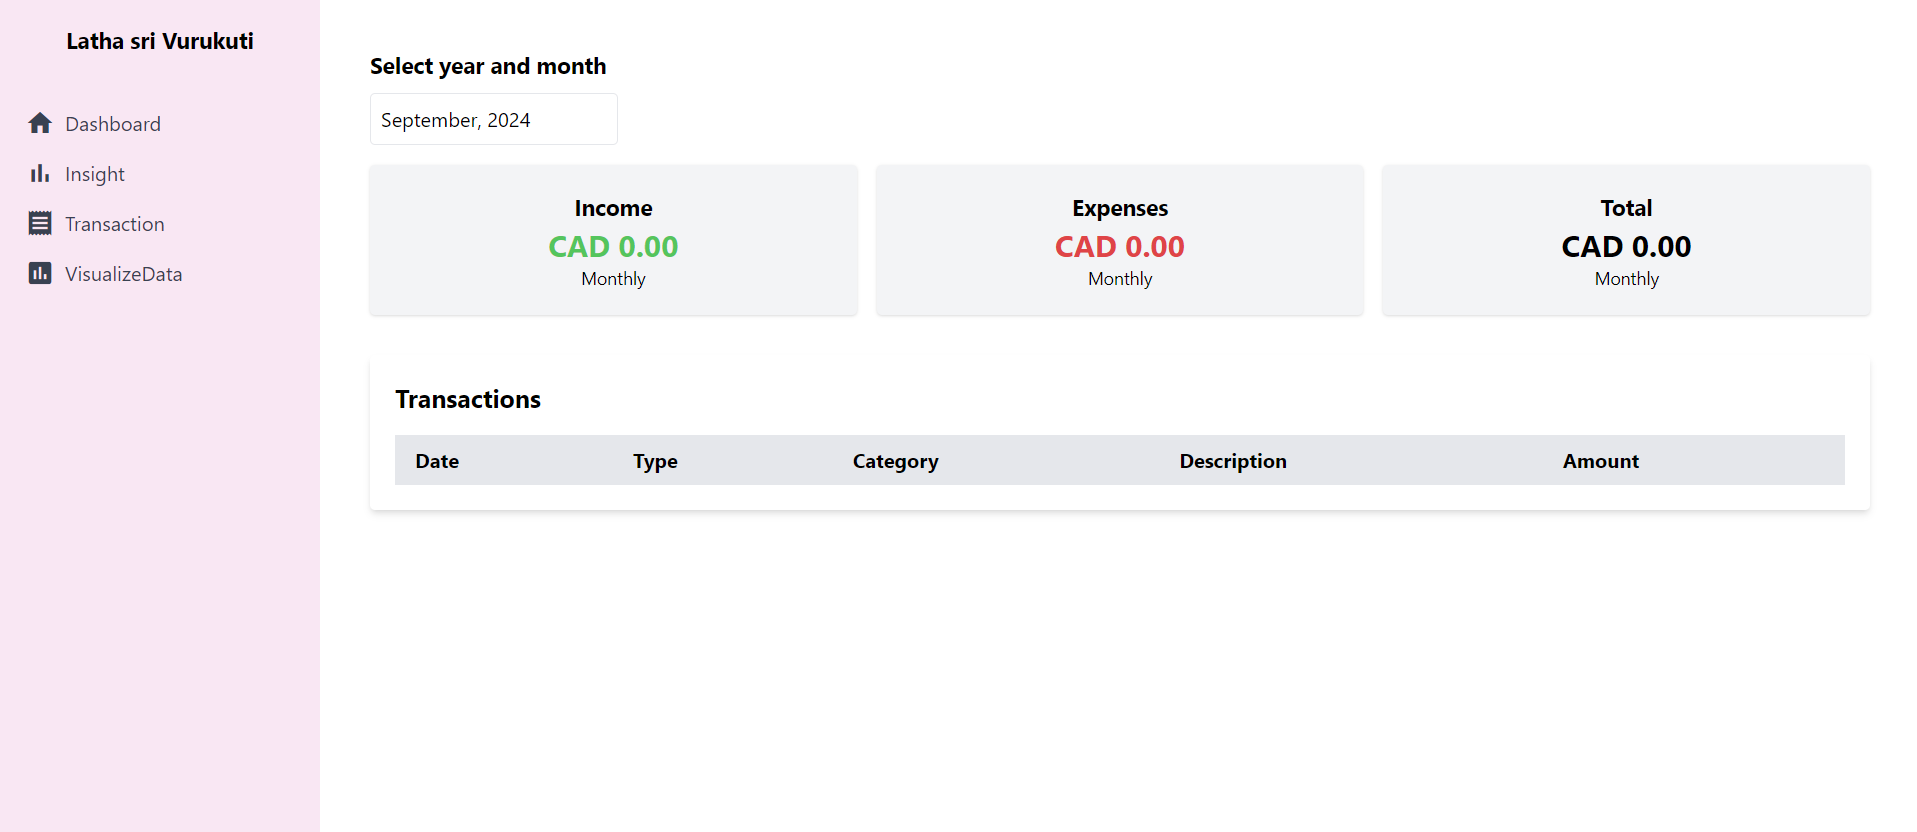 Latha sri Vurukuti
Dashboard
Insight
Transaction
VisualizeData
Select year and month
September, 2024
Income
CAD 0.00
Monthly
Expenses
CAD 0.00
Monthly
Total
CAD 0.00
Monthly
Transactions
Date Type Category Description Amount